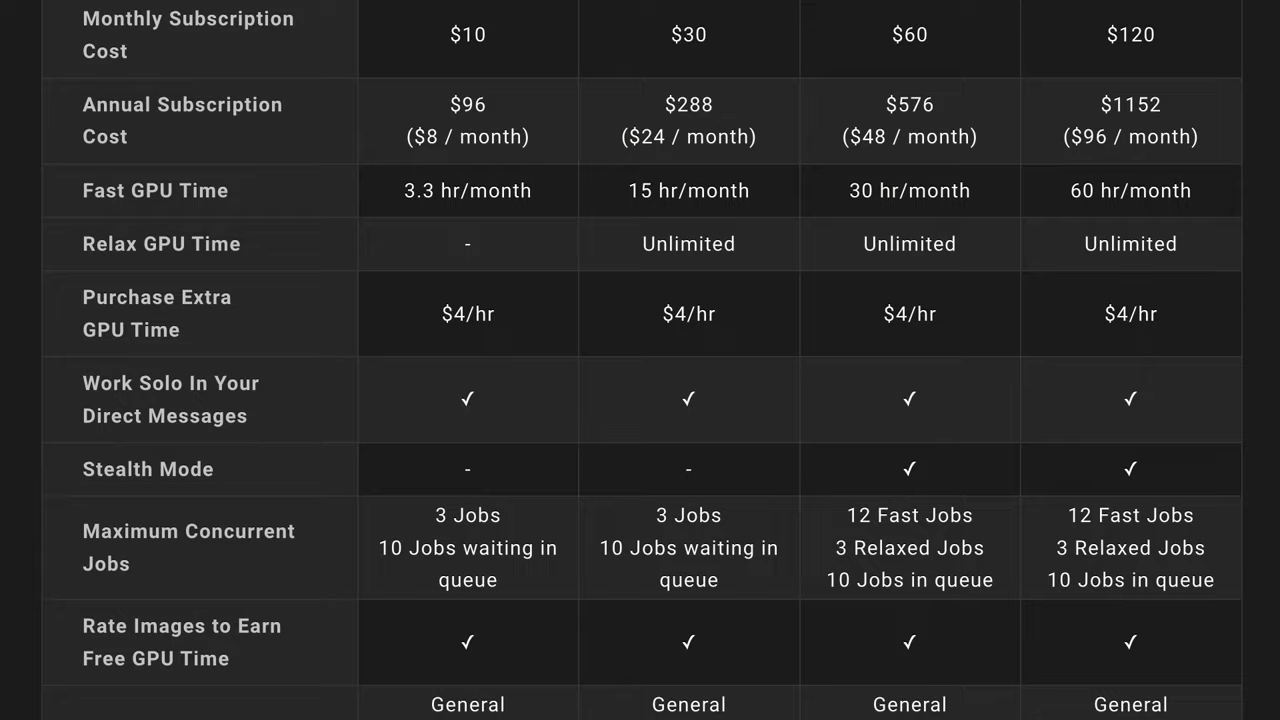 Monthly Subscription
Cost
$10
$30
$60
$120
Annual Subscription
Cost
$96
($8 / month)
$288
($24 / month)
$576
($48 / month)
$1152
($96 / month)
Fast GPU Time
3.3 hr/month
15 hr/month
30 hr/month
60 hr/month
Relax GPU Time
-
Unlimited
Unlimited
Unlimited
Purchase Extra
GPU Time
$4/hr
$4/hr
$4/hr
$4/hr
Work Solo In Your
Direct Messages
✓
✓
✓
✓
Stealth Mode
-
-
✓
✓
Maximum Concurrent
Jobs
3 Jobs
10 Jobs waiting in
queue
3 Jobs
10 Jobs waiting in
queue
12 Fast Jobs
3 Relaxed Jobs
10 Jobs in queue
12 Fast Jobs
3 Relaxed Jobs
10 Jobs in queue
Rate Images to Earn
Free GPU Time
✓
✓
✓
✓
General
General
General
General